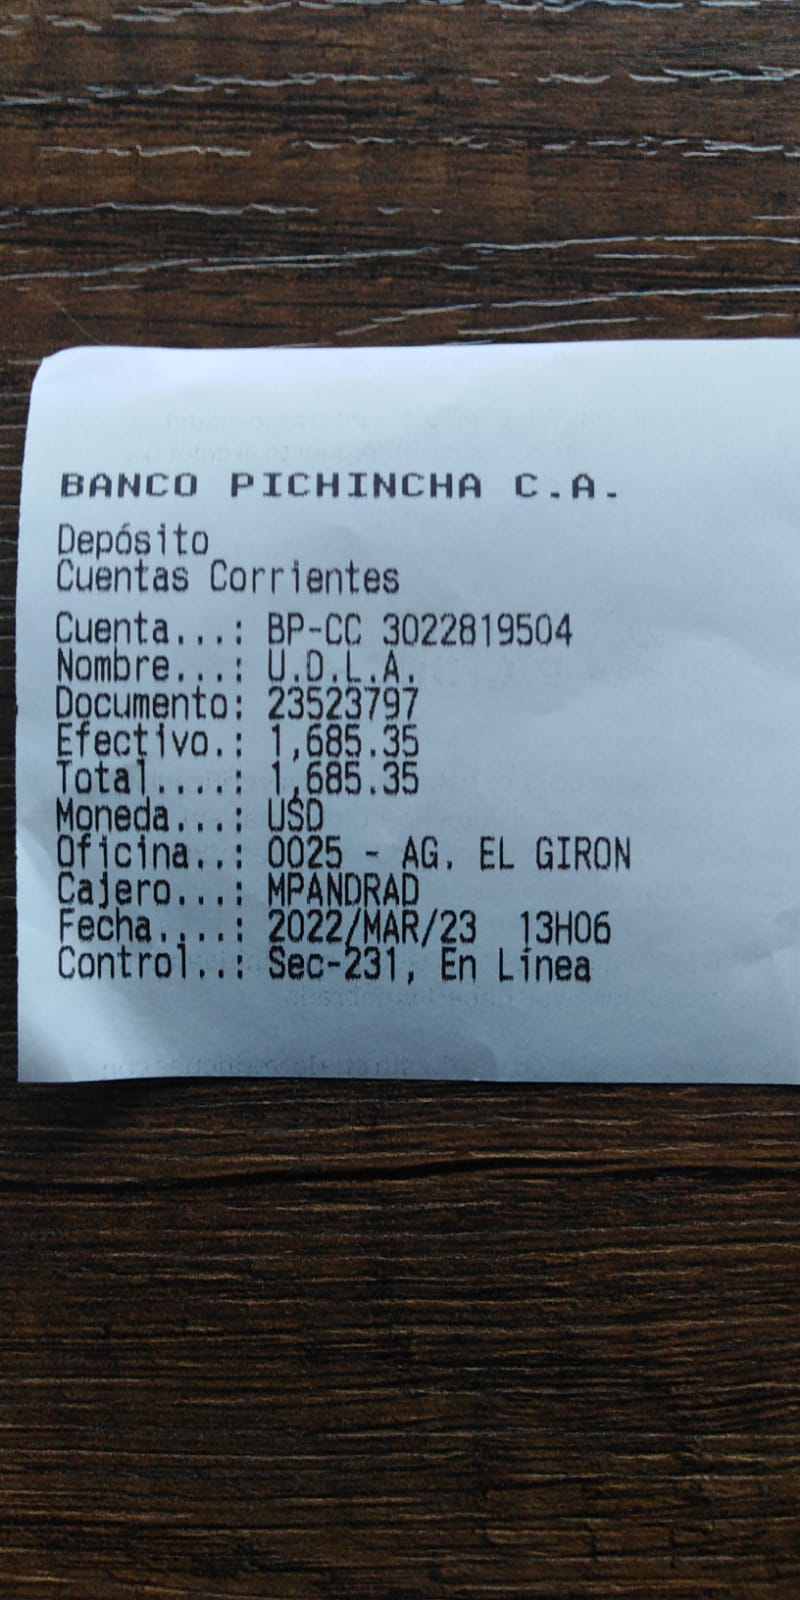 BANCO PICHINCHA C.A.
Depósito
Cuentas Corrientes
Cuenta...: BP-CC 3022819504
Nombre...: U.D.L.A.
Documento: 23523797
Efectivo.: 1,685.35
Total....: 1,685.35
Moneda...: USD
Oficina..: 0025 - AG. EL GIRON
Cajero...: MPANDRAD
Fecha....: 2022/MAR/23 13H06
Control..: Sec-231, En Línea